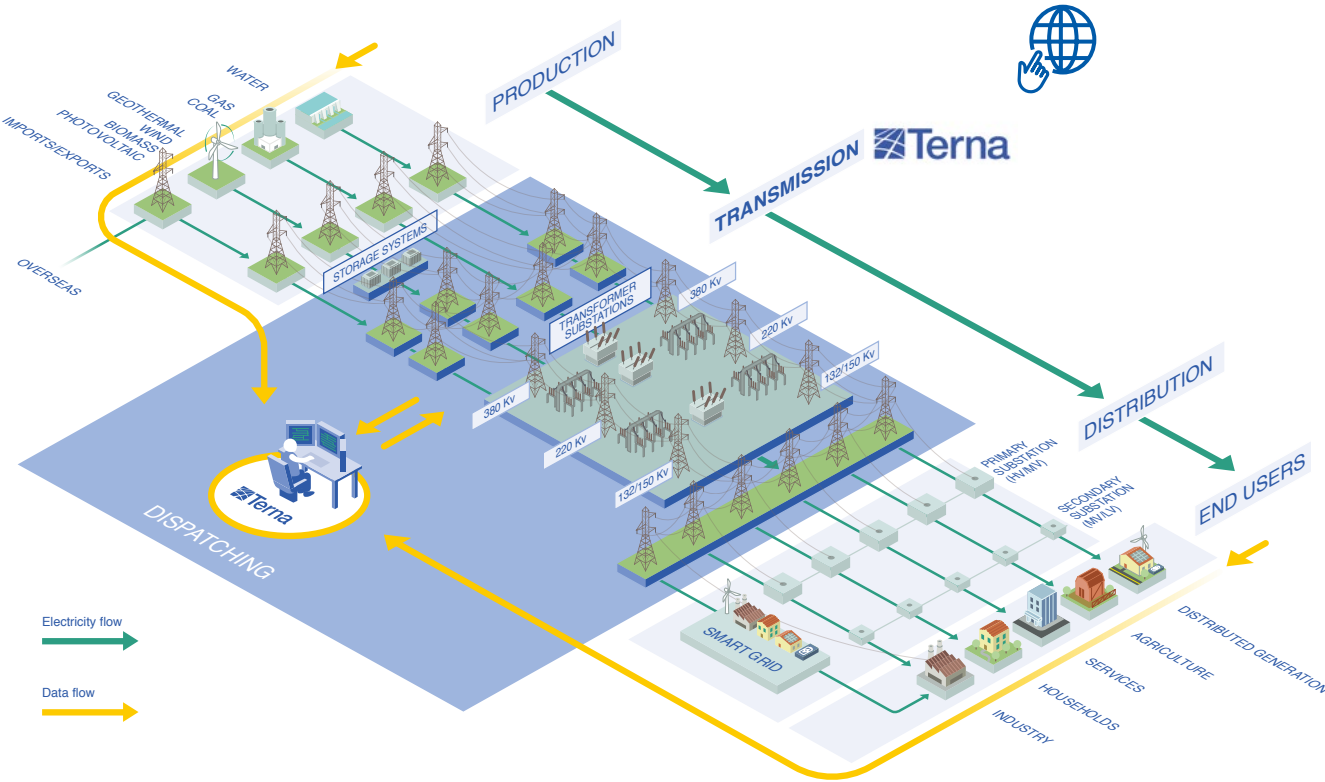 PRODUCTION
TRANSMISSION
Terna
DISTRIBUTION
END USERS
WATER
GAS
COAL
GEOTHERMAL
WIND
BIOMASS
PHOTOVOLTAIC
IMPORTS/EXPORTS
OVERSEAS
STORAGE SYSTEMS
TRANSFORMER
SUBSTATIONS
380 Kv
220 Kv
132/150 Kv
380 Kv
220 Kv
132/150 Kv
PRIMARY
SUBSTATION
(HV/MV)
SECONDARY
SUBSTATION
(MV/LV)
Terna
DISPATCHING
SMART GRID
DISTRIBUTED GENERATION
AGRICULTURE
SERVICES
HOUSEHOLDS
INDUSTRY
Electricity flow
Data flow